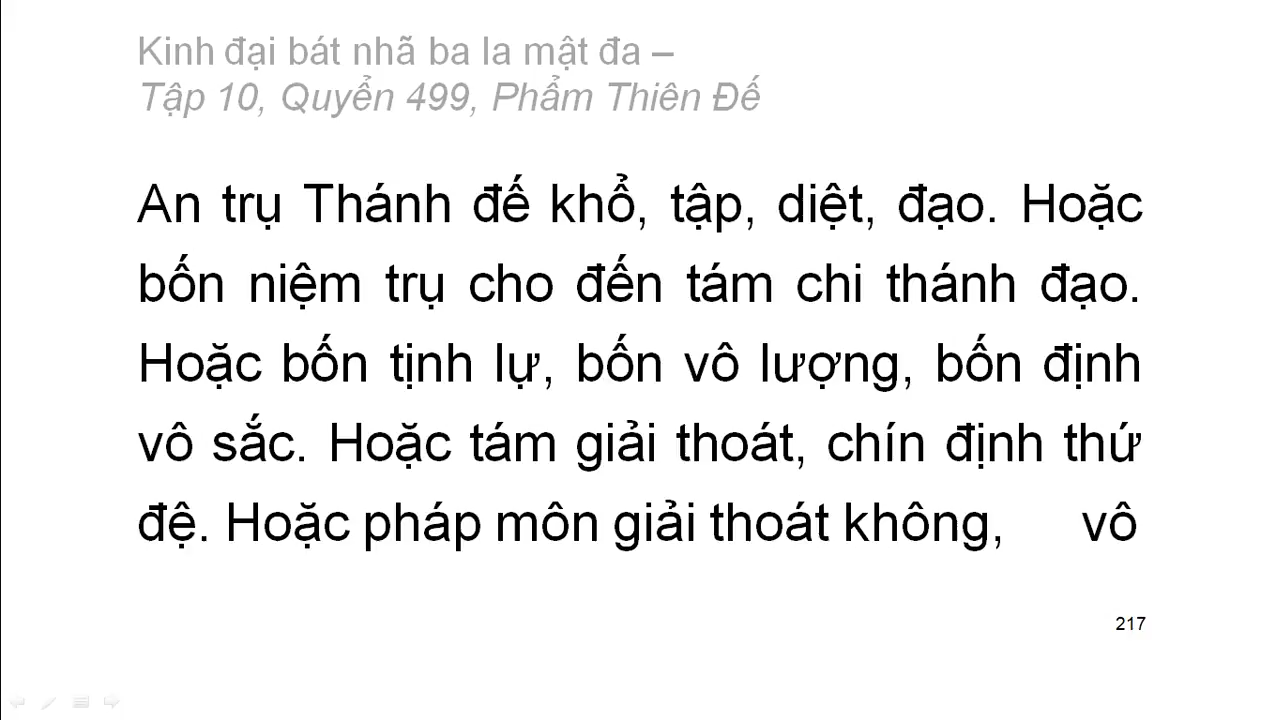 Kinh đại bát nhã ba la mật đa –
Tập 10, Quyển 499, Phẩm Thiên Đế
An trụ Thánh đế khổ, tập, diệt, đạo. Hoặc
bốn niệm trụ cho đến tám chi thánh đạo.
Hoặc bốn tịnh lự, bốn vô lượng, bốn định
vô sắc. Hoặc tám giải thoát, chín định thứ
đệ. Hoặc pháp môn giải thoát không, vô
217